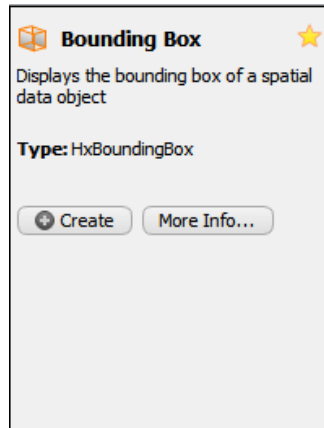 Bounding Box
Displays the bounding box of a spatial
data object
Type: HxBoundingBox
Create
More Info...